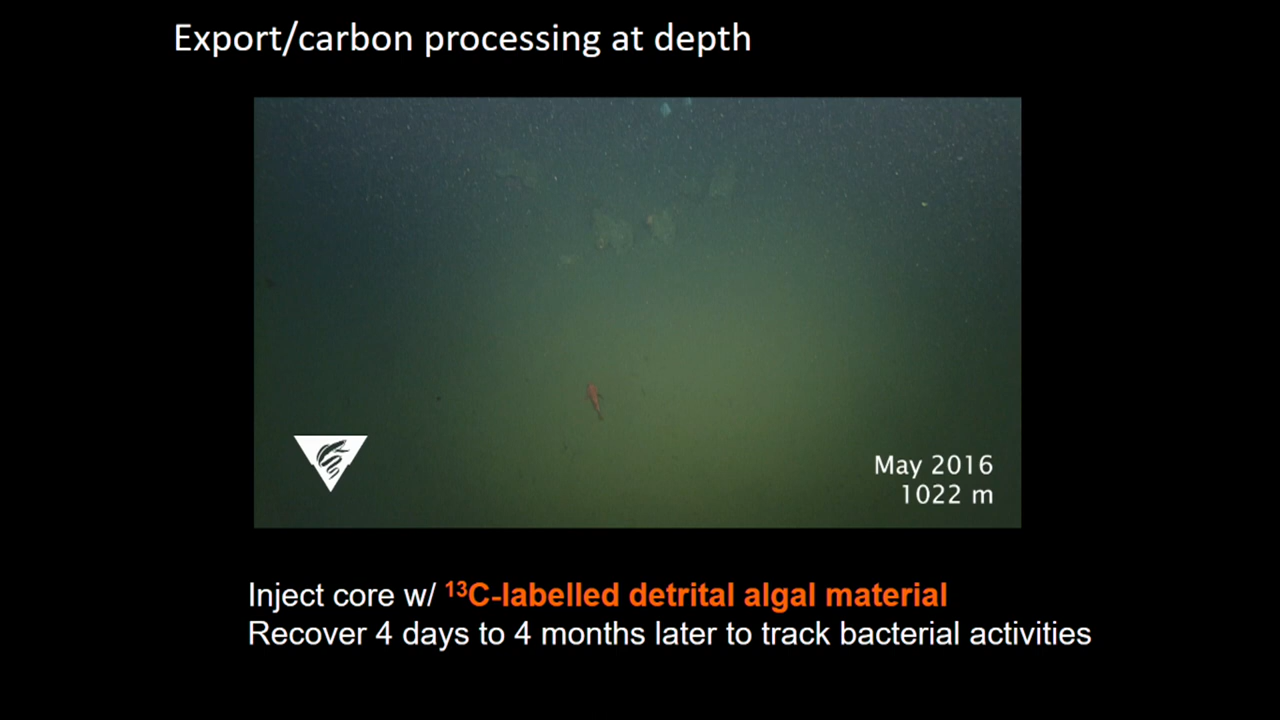 Export/carbon processing at depth
May 2016
1022 m
Inject core w/ ¹³C-labelled detrital algal material
Recover 4 days to 4 months later to track bacterial activities